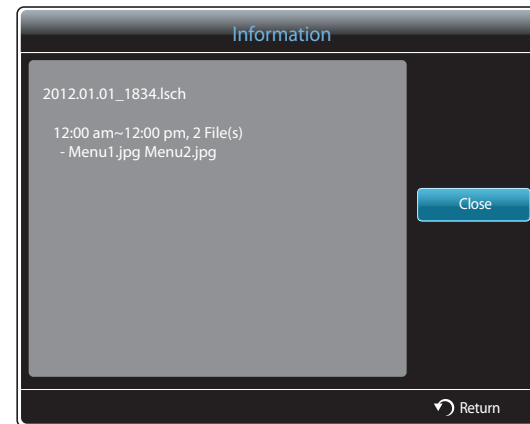 Information
2012.01.01_1834.lsch
12:00 am~12:00 pm, 2 File(s)
- Menu1.jpg Menu2.jpg
Close
Return